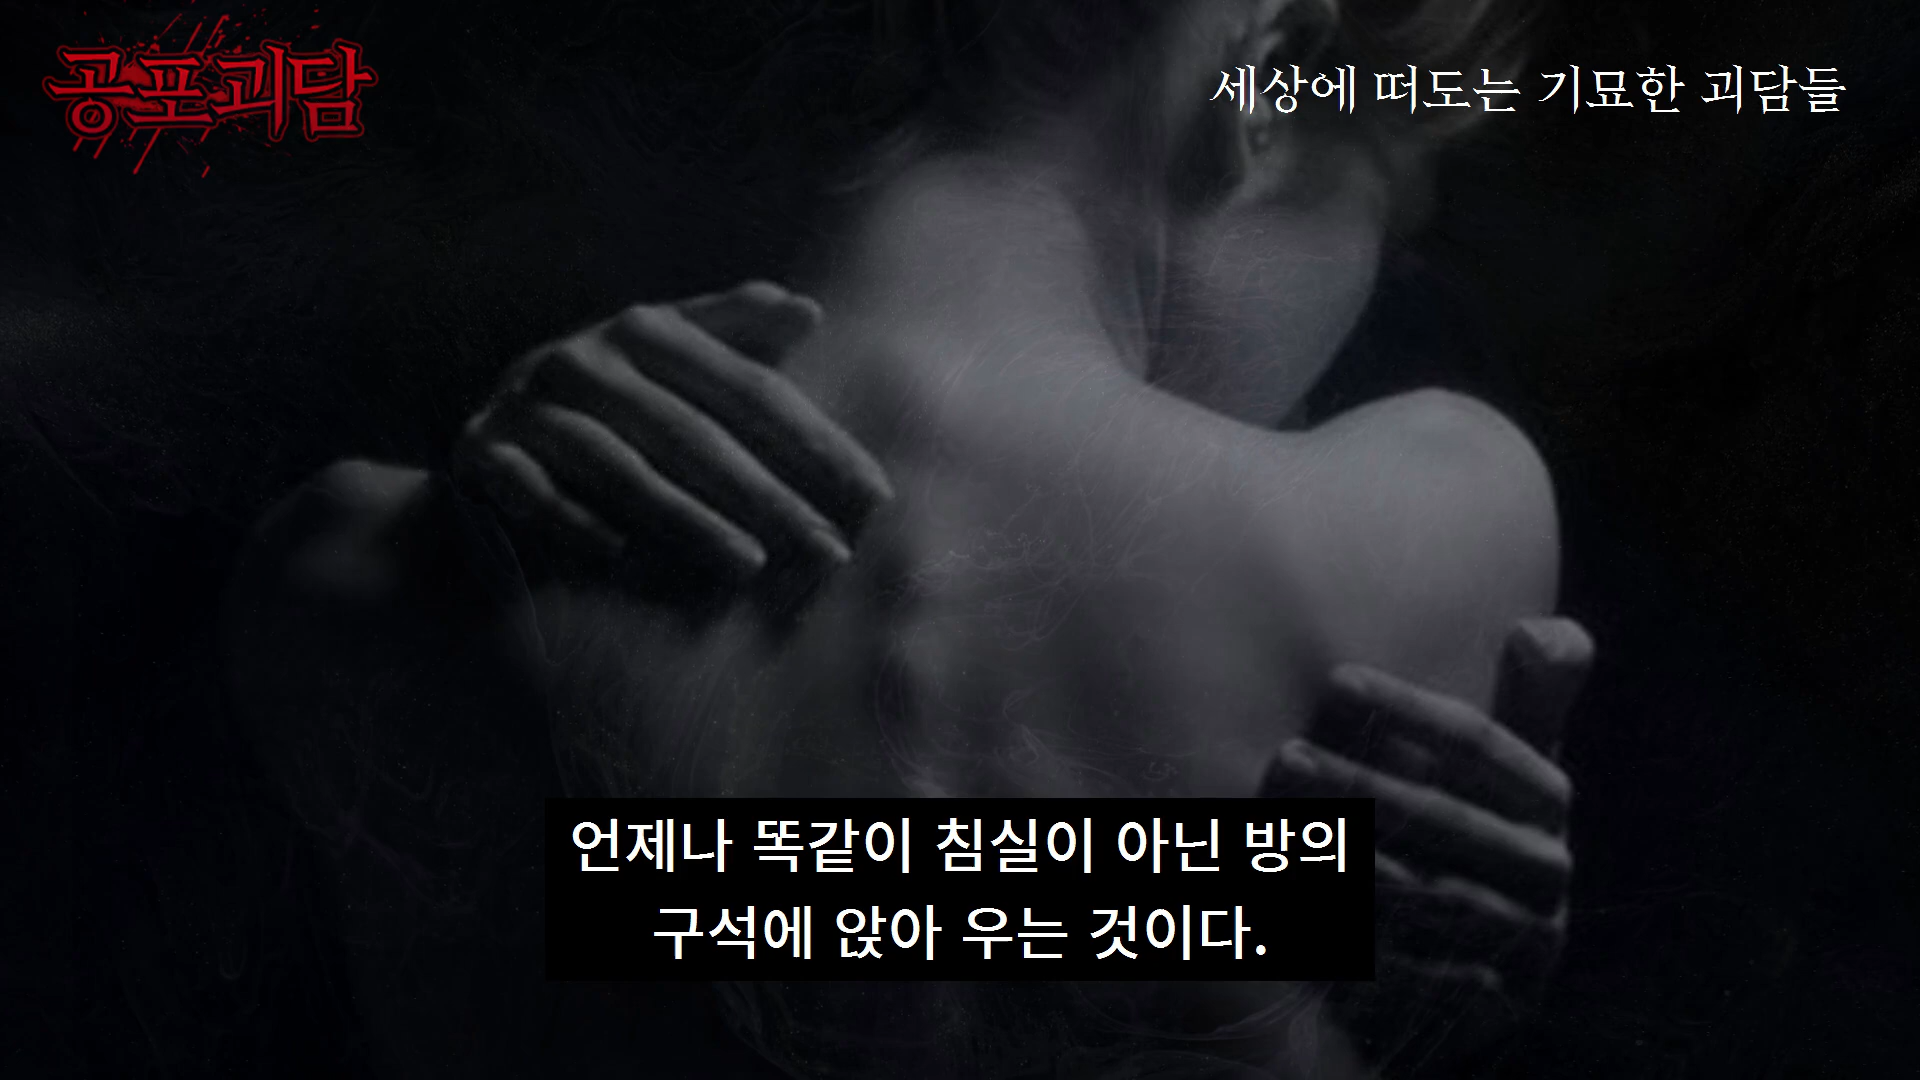 공포괴담
세상에 떠도는 기묘한 괴담들
언제나 똑같이 침실이 아닌 방의
구석에 앉아 우는 것이다.